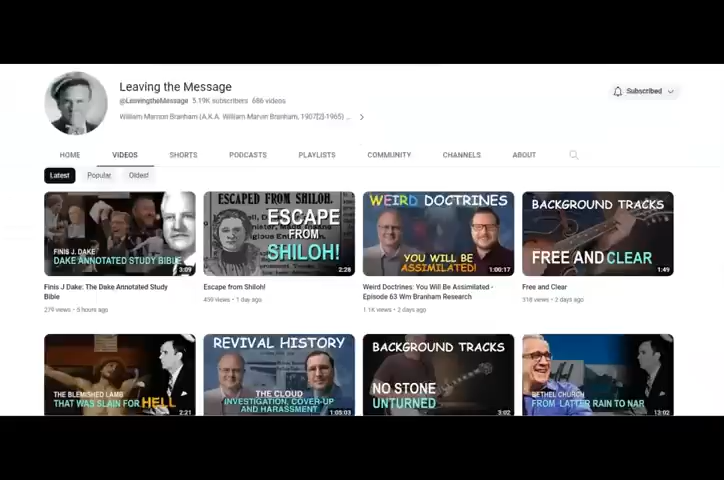 Leaving the Message
@LeavingtheMessage 5.19K subscribers 686 videos
Subscribed
William Marrion Branham (A.K.A. William Marvin Branham, 1907[2]-1965) ...
HOME VIDEOS SHORTS PODCASTS PLAYLISTS COMMUNITY CHANNELS ABOUT
Latest Popular Oldest
FINIS J. DAKE
DAKE ANNOTATED STUDY BIBLE
3:09
ESCAPED FROM SHILOH.
ESCAPE
FROM
SHILOH!
2:28
WEIRD DOCTRINES
YOU WILL BE
ASSIMILATED!
1:00:17
BACKGROUND TRACKS
FREE AND CLEAR
1:49
Finis J Dake: The Dake Annotated Study
Bible
279 views • 5 hours ago
Escape from Shiloh!
459 views • 1 day ago
Weird Doctrines: You Will Be Assimilated -
Episode 63 Wm Branham Research
1.1K views • 2 days ago
Free and Clear
318 views • 2 days ago
THE BLEMISHED LAMB
THAT WAS SLAIN FOR HELL
2:21
REVIVAL HISTORY
THE CLOUD
INVESTIGATION, COVER-UP
AND HARASSMENT
1:05:03
BACKGROUND TRACKS
NO STONE
UNTURNED
3:02
BETHEL CHURCH
FROM LATTER RAIN TO NAR
13:02